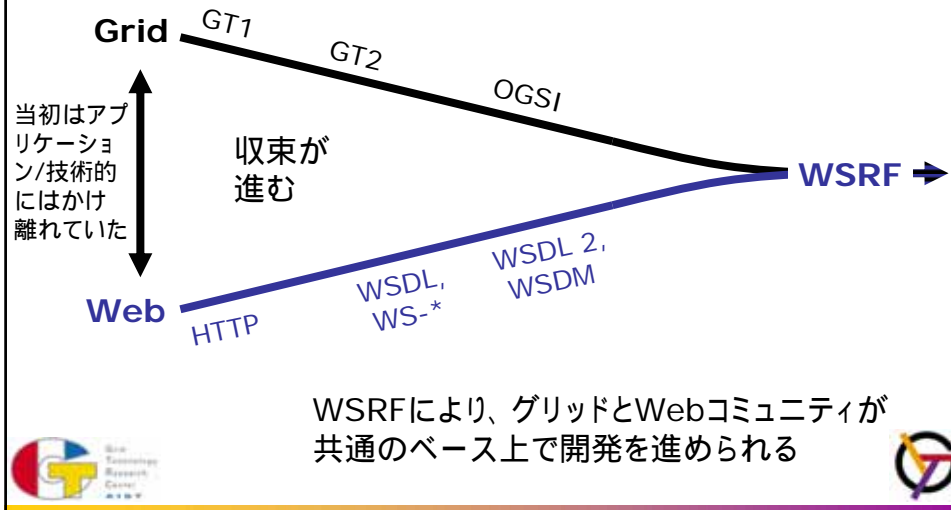 Grid
GT1
GT2
OGSI
当初はアプ
リケーショ
ン/技術的
にはかけ
離れていた
収束が
進む
WSRF
Web
HTTP
WSDL,
WS-*
WSDL 2,
WSDM
WSRFにより、グリッドとWebコミュニティが
共通のベース上で開発を進められる
Grid
Technology
Research
Center